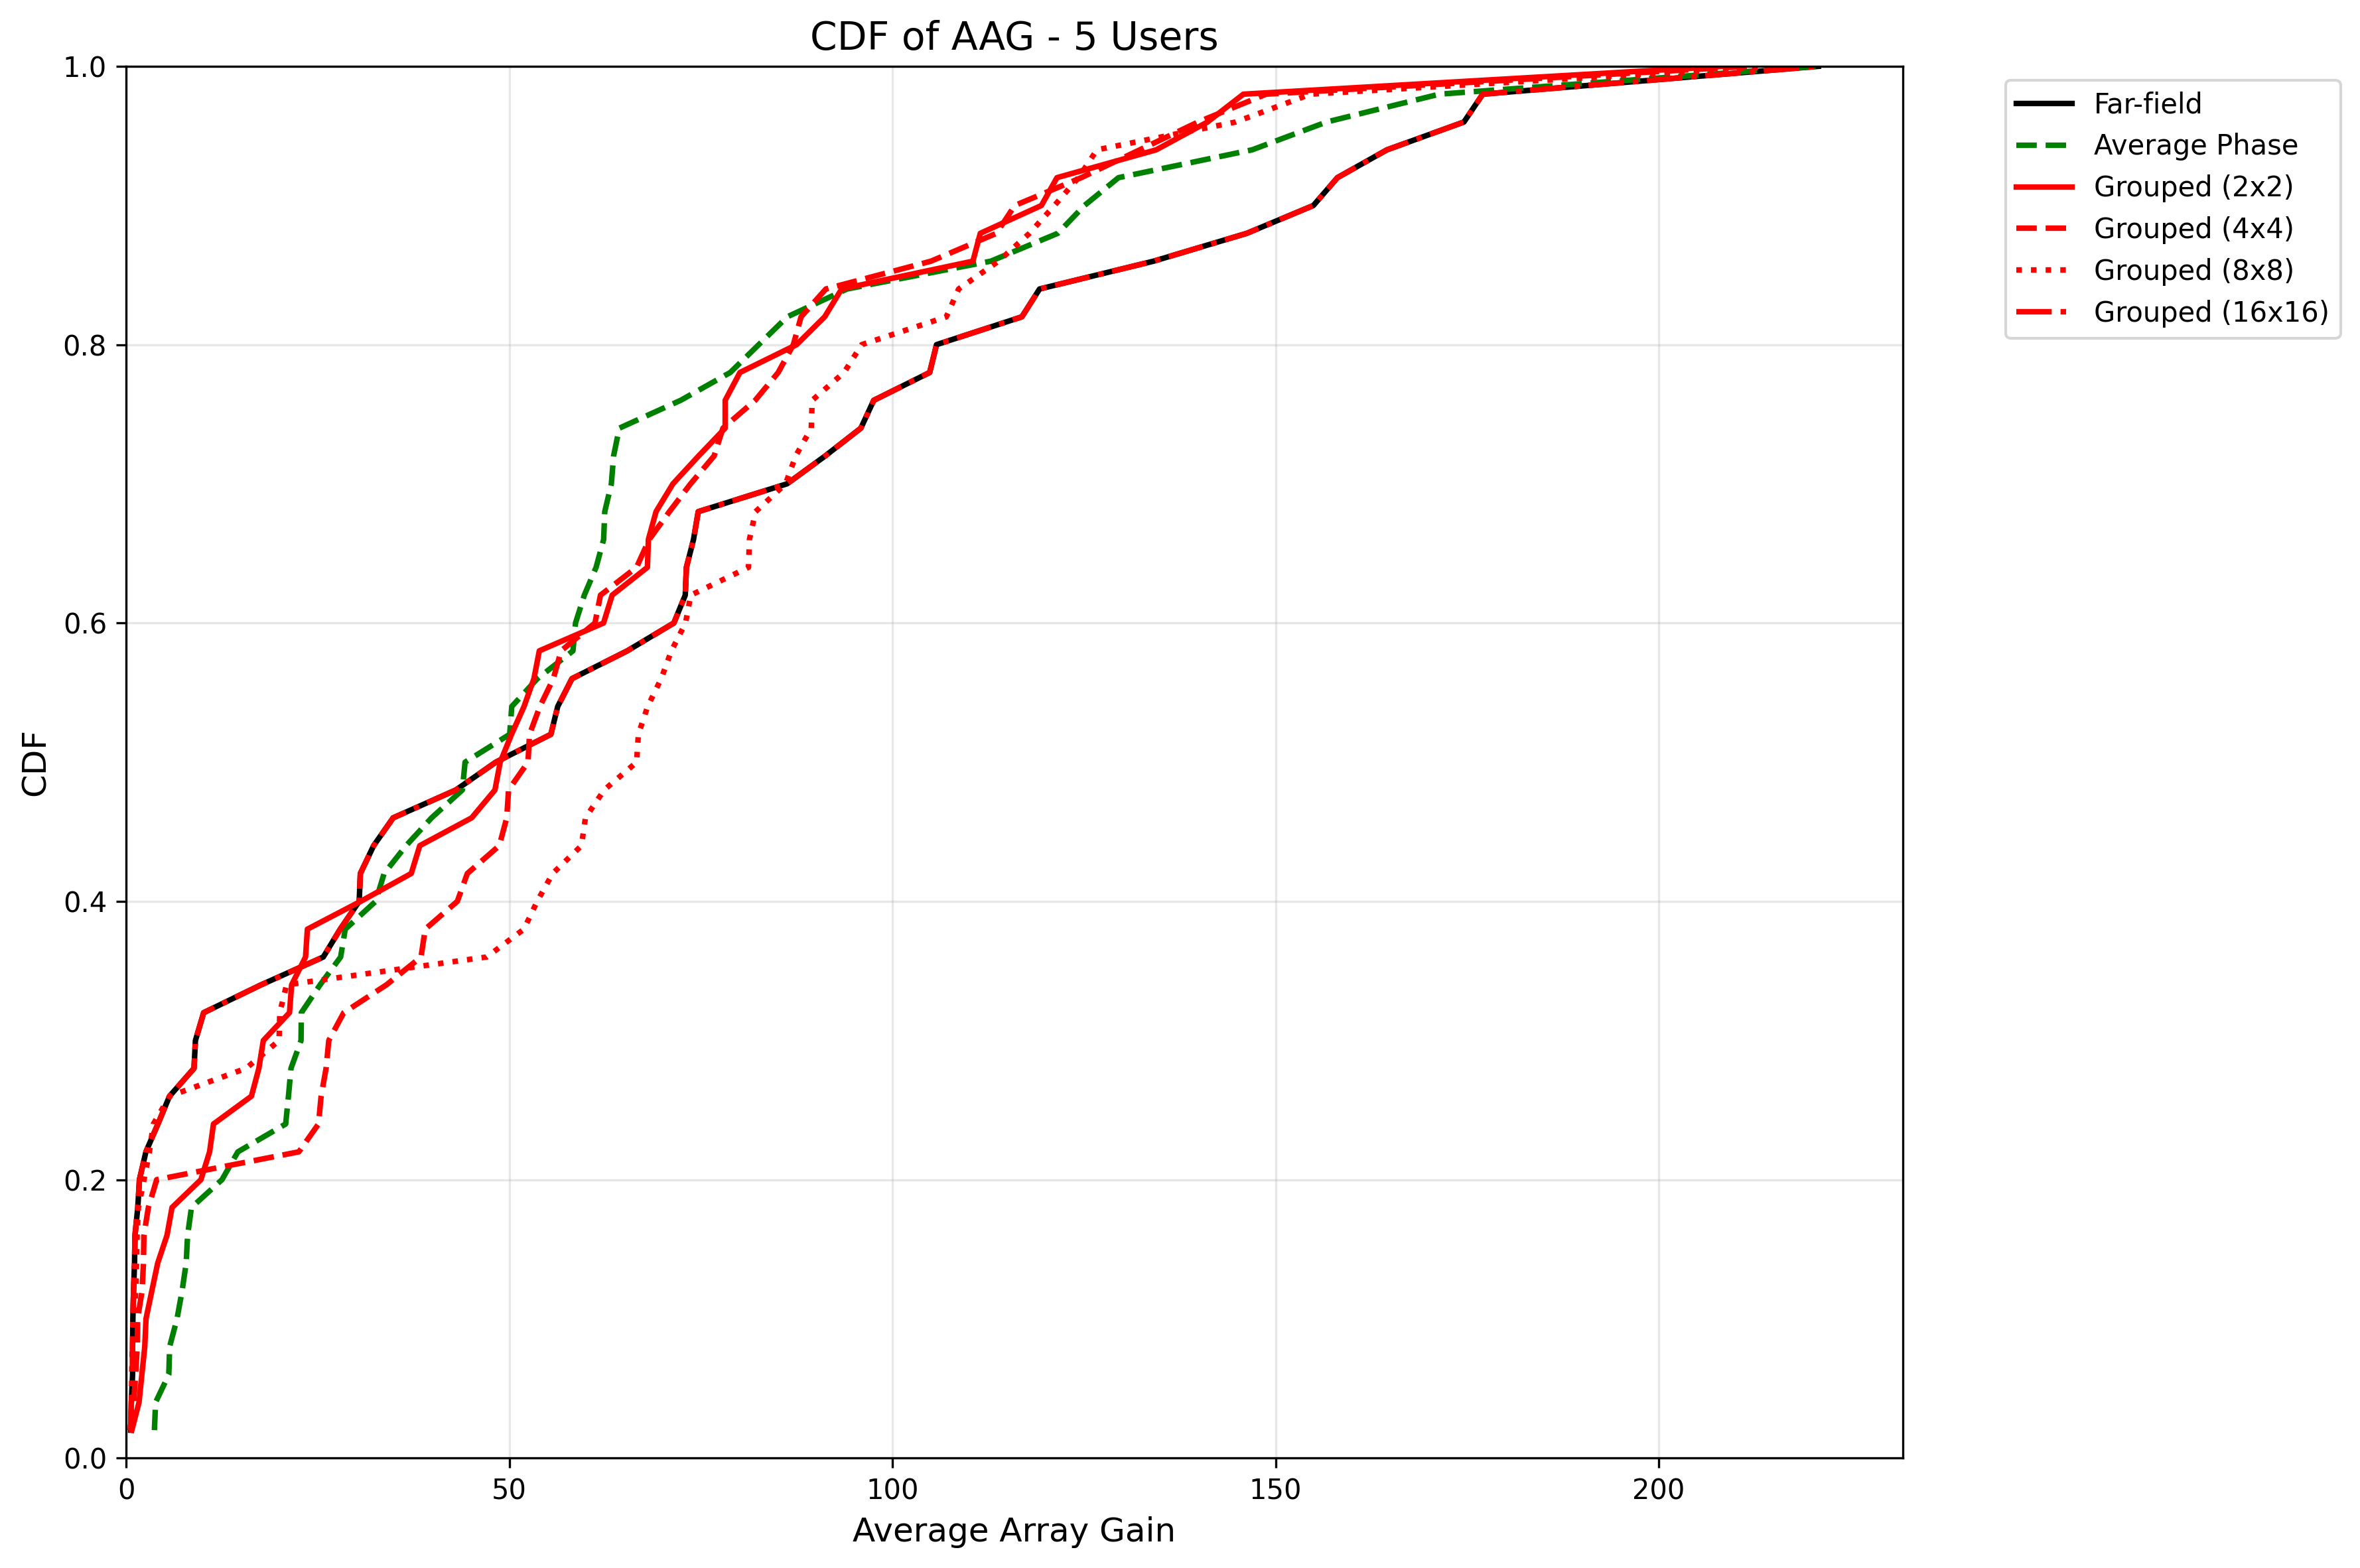 CDF of AAG - 5 Users
1.0
0.8
0.6
0.4
0.2
0.0
CDF
0
50
100
150
200
Average Array Gain
Far-field
Average Phase
Grouped (2x2)
Grouped (4x4)
Grouped (8x8)
Grouped (16x16)